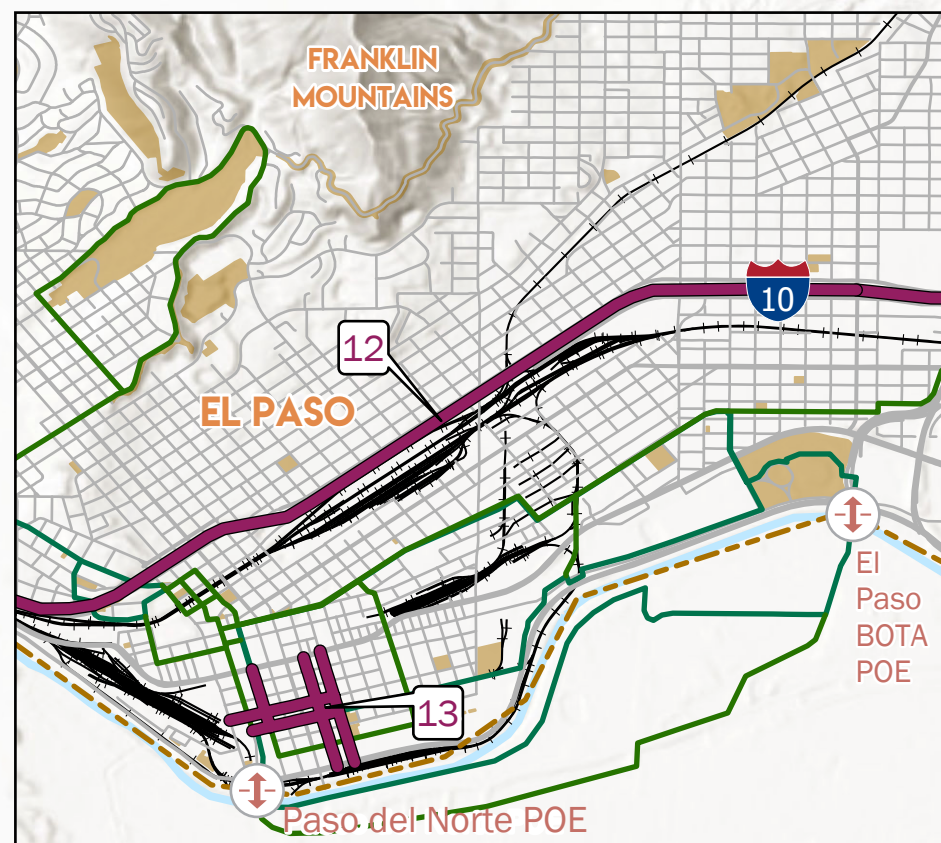 FRANKLIN
MOUNTAINS
10
12
EL PASO
El
Paso
BOTA
POE
13
Paso del Norte POE